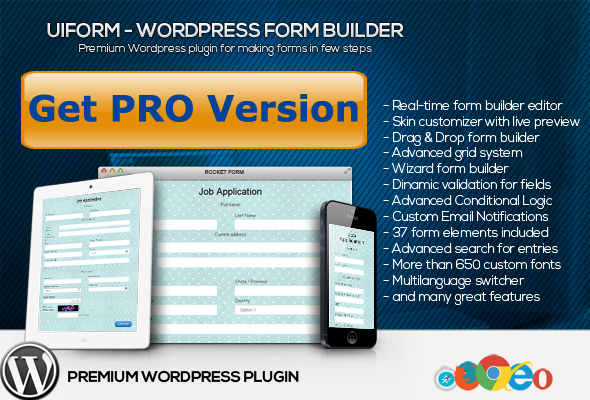 UIFORM - WORDPRESS FORM BUILDER
Premium Wordpress plugin for making forms in few steps
Get PRO Version
- Real-time form builder editor
- Skin customizer with live preview
- Drag & Drop form builder
- Advanced grid system
- Wizard form builder
- Dinamic validation for fields
- Advanced Conditional Logic
- Custom Email Notifications
- 37 form elements included
- Advanced search for entries
- More than 650 custom fonts
- Multilanguage switcher
- and many great features
ROCKET FORM
Job Application
Full name
Last Name
Current address
State / Province
Country
Option 1
Job Application
Job
Application
PREMIUM WORDPRESS PLUGIN